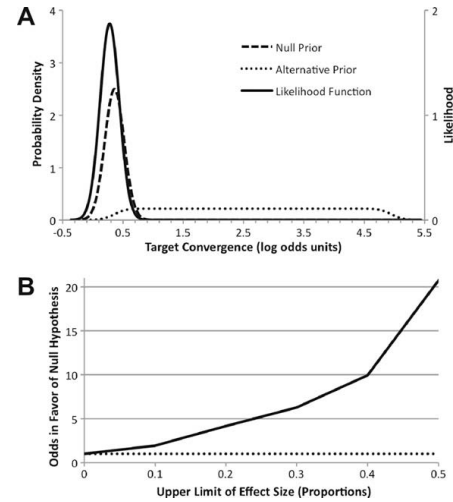 A
4
3
2
1
0
2
1
0
Probability Density
Likelihood
Null Prior
Alternative Prior
Likelihood Function
-0.5 0.5 1.5 2.5 3.5 4.5 5.5
Target Convergence (log odds units)
B
20
15
10
5
0
Odds in Favor of Null Hypothesis
0 0.1 0.2 0.3 0.4 0.5
Upper Limit of Effect Size (Proportions)